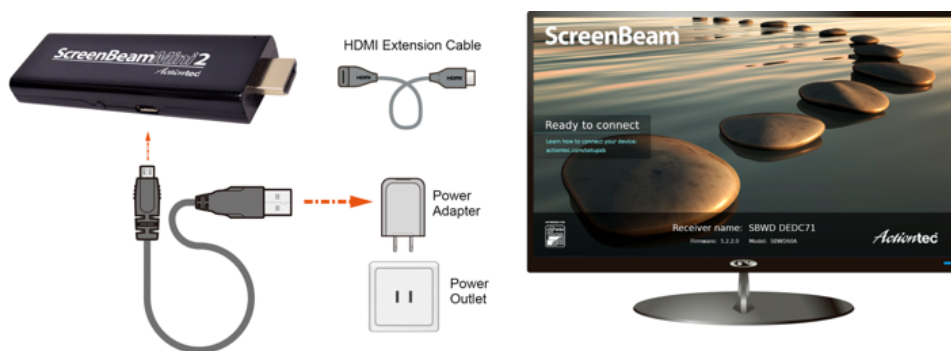 ScreenBeam Mini2
Actiontec
HDMI Extension Cable
HDMI
HDMI
Power
Adapter
Power
Outlet
ScreenBeam
Ready to connect
Learn how to connect your device:
actiontec.com/setupsb
Receiver name: SBWD DEDC71
Firmware: 5.2.2.0 Model: SBWD60A
Actiontec